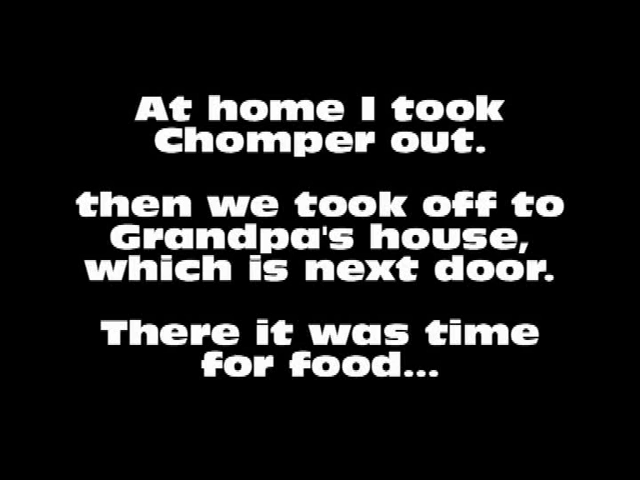 At home I took
Chomper out.
then we took off to
Grandpa's house,
which is next door.
There it was time
for food...